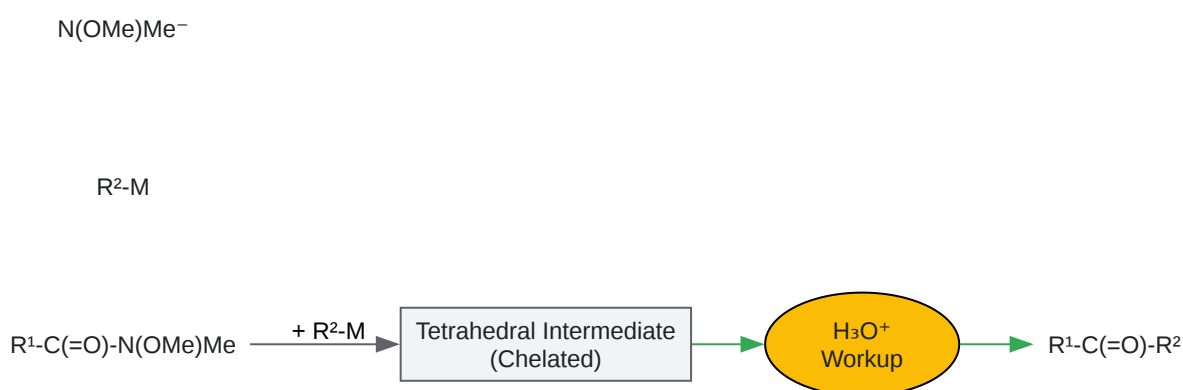 N(OMe)Me⁻
R²-M
R¹-C(=O)-N(OMe)Me
+ R²-M
Tetrahedral Intermediate
(Chelated)
H₃O⁺
Workup
R¹-C(=O)-R²